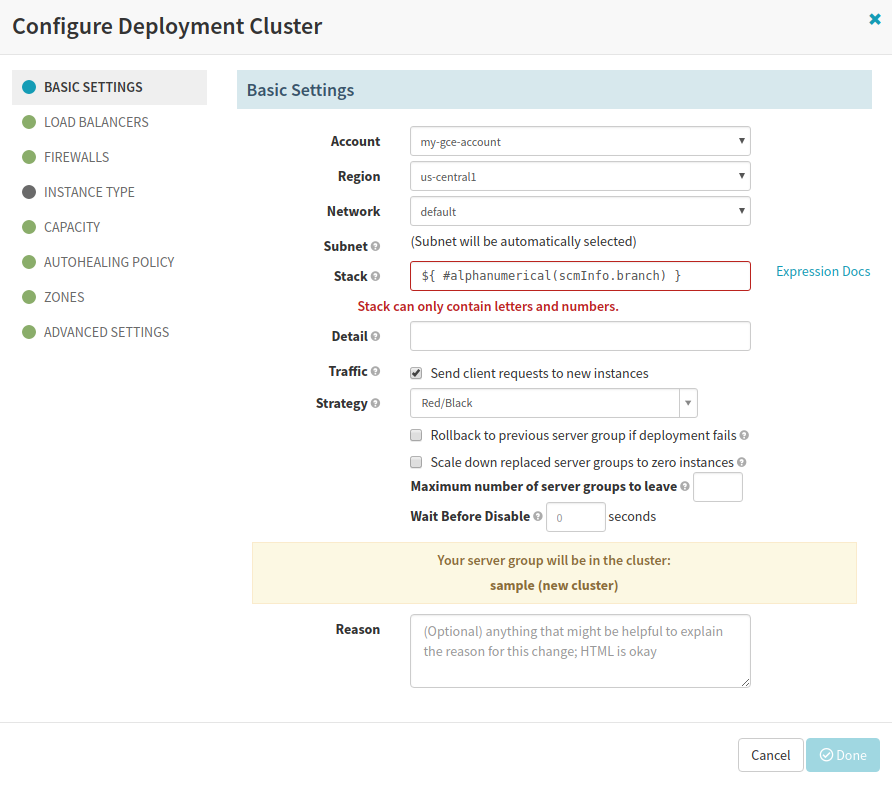 Configure Deployment Cluster
BASIC SETTINGS
LOAD BALANCERS
FIREWALLS
INSTANCE TYPE
CAPACITY
AUTOHEALING POLICY
ZONES
ADVANCED SETTINGS
Basic Settings
Account my-gce-account
Region us-central1
Network default
Subnet (Subnet will be automatically selected)
Stack ${ #alphanumerical(scmInfo.branch) } Expression Docs
Stack can only contain letters and numbers.
Detail
Traffic Send client requests to new instances
Strategy Red/Black
Rollback to previous server group if deployment fails
Scale down replaced server groups to zero instances
Maximum number of server groups to leave
Wait Before Disable 0 seconds
Your server group will be in the cluster:
sample (new cluster)
Reason (Optional) anything that might be helpful to explain
the reason for this change; HTML is okay
Cancel Done